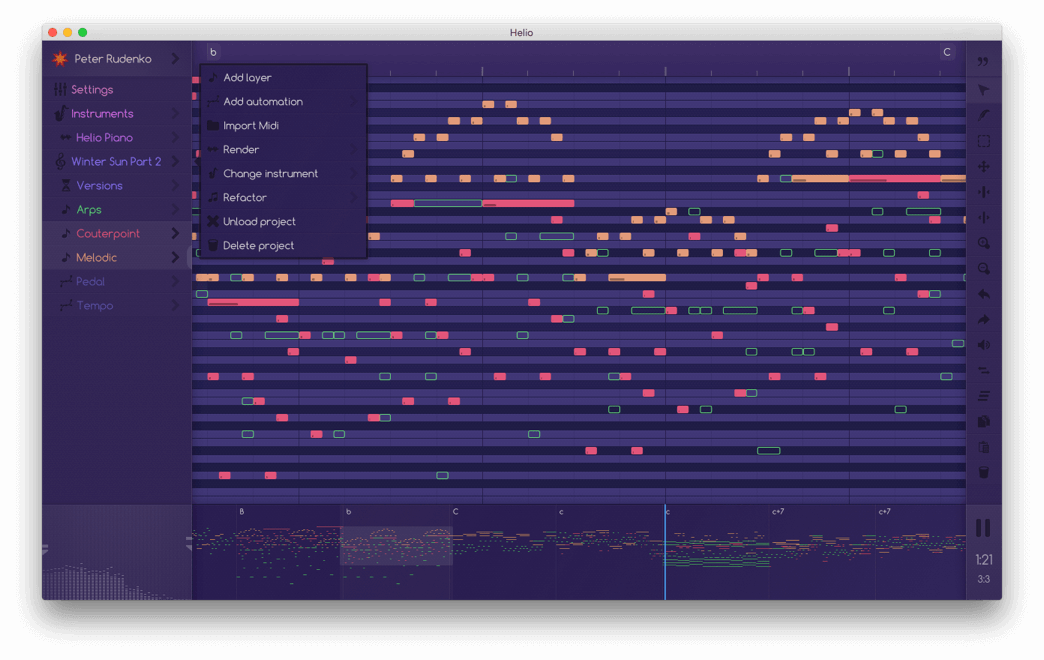 Helio
Peter Rudenko
Settings
Instruments
Helio Piano
Winter Sun Part 2
Versions
Arps
Couterpoint
Melodic
Pedal
Tempo
b
C
Add layer
Add automation
Import Midi
Render
Change instrument
Refactor
Unload project
Delete project
B
b
C
c
c
c+7
c+7
1:21
3:3